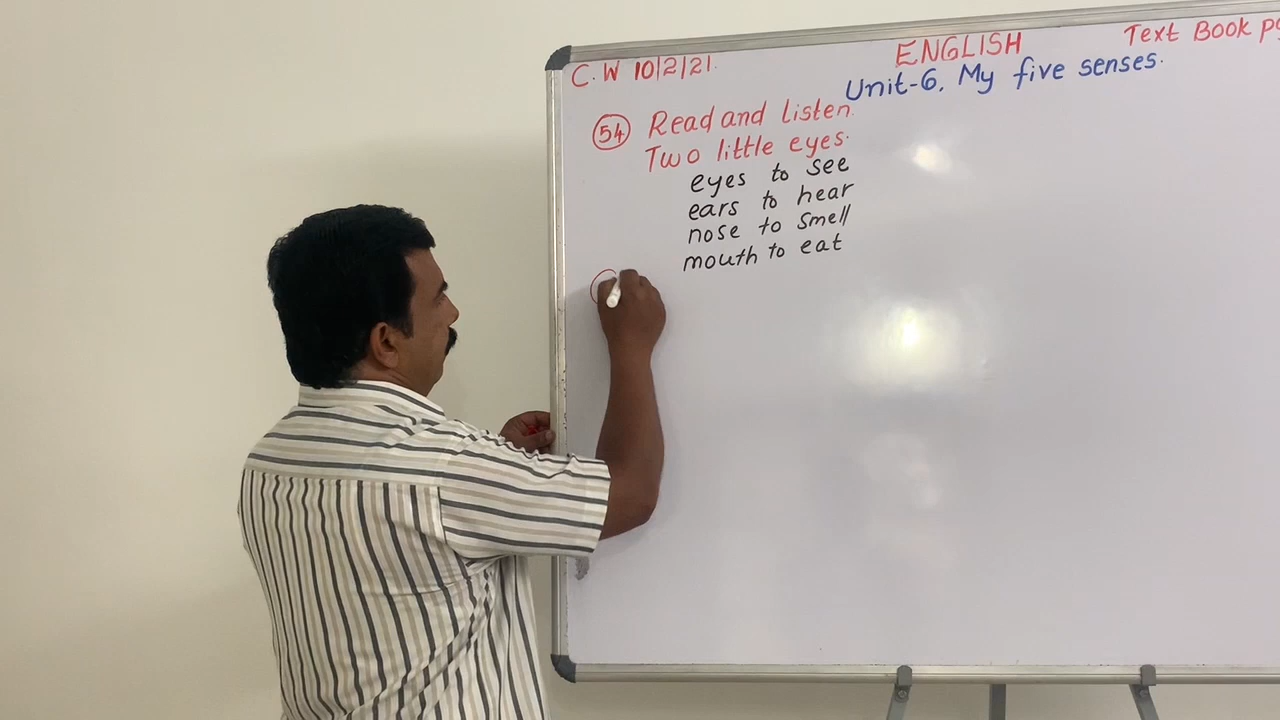 C.W 10/2/21.
ENGLISH
Text Book
Unit-6, My five senses.
54 Read and Listen.
Two little eyes.
eyes to see
ears to hear
nose to smell
mouth to eat